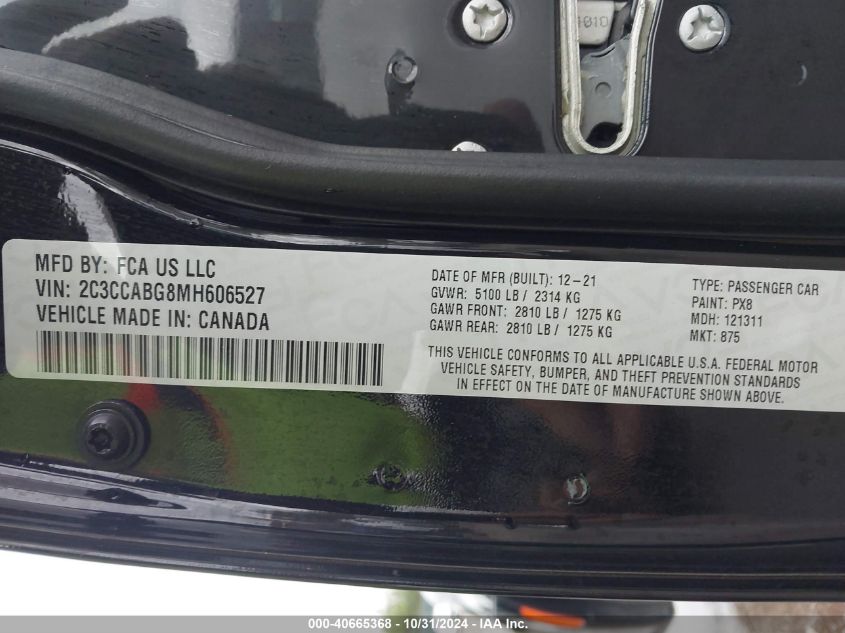 1010
MFD BY: FCA US LLC
VIN: 2C3CCABG8MH606527
VEHICLE MADE IN: CANADA
DATE OF MFR (BUILT): 12-21
GVWR: 5100 LB / 2314 KG
GAWR FRONT: 2810 LB / 1275 KG
GAWR REAR: 2810 LB / 1275 KG
TYPE: PASSENGER CAR
PAINT: PX8
MDH: 121311
MKT: 875
THIS VEHICLE CONFORMS TO ALL APPLICABLE U.S.A. FEDERAL MOTOR
VEHICLE SAFETY, BUMPER, AND THEFT PREVENTION STANDARDS
IN EFFECT ON THE DATE OF MANUFACTURE SHOWN ABOVE.
000-40665368 - 10/31/2024 - IAA Inc.